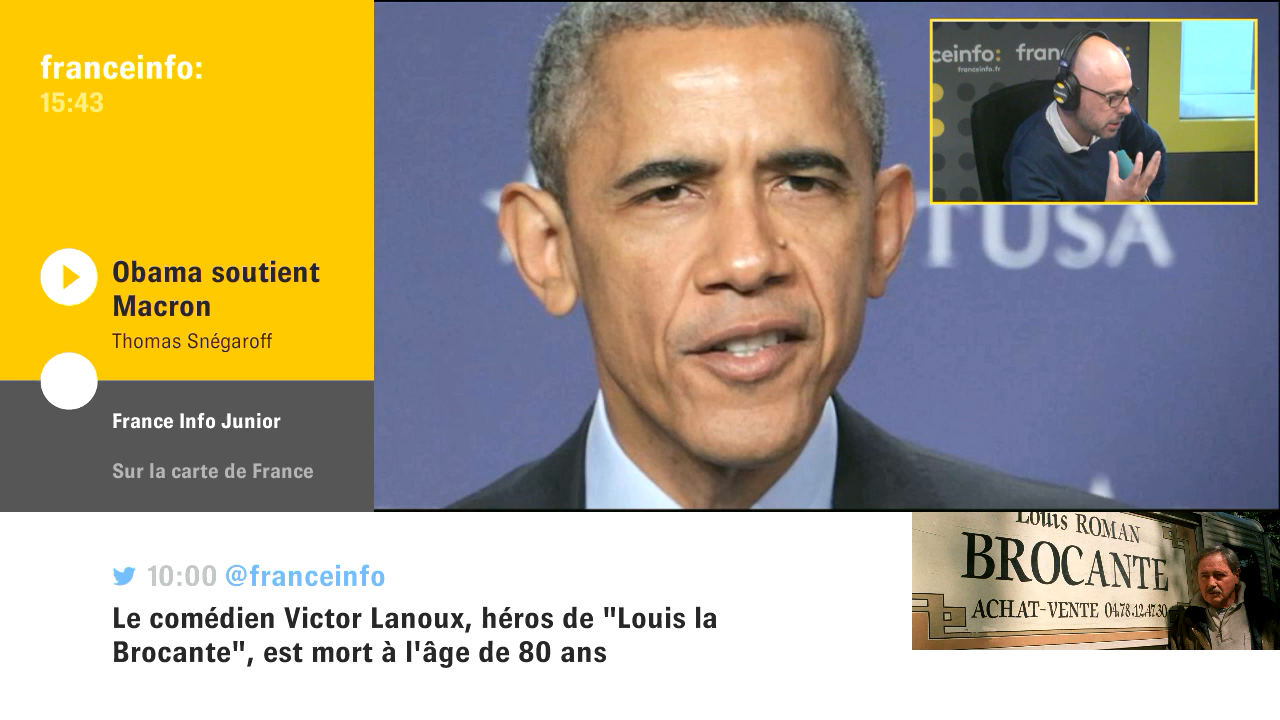 franceinfo:
15:43
Obama soutient
Macron
Thomas Snégaroff
France Info Junior
Sur la carte de France
TUSA
ceinfo: fran
franceinfo.fr
10:00 @franceinfo
Le comédien Victor Lanoux, héros de "Louis la
Brocante", est mort à l'âge de 80 ans
Louis ROMAN
BROCANTE
ACHAT-VENTE 04.78.12.47.30